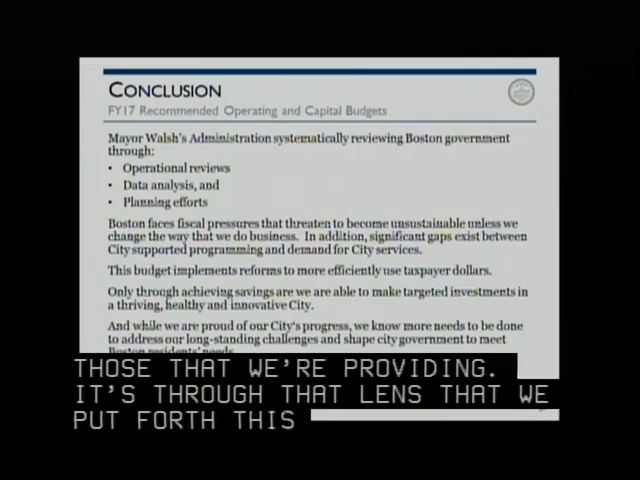 CONCLUSION
FY17 Recommended Operating and Capital Budgets
Mayor Walsh's Administration systematically reviewing Boston government
through:
• Operational reviews
• Data analysis, and
• Planning efforts
Boston faces fiscal pressures that threaten to become unsustainable unless we
change the way that we do business. In addition, significant gaps exist between
City supported programming and demand for City services.
This budget implements reforms to more efficiently use taxpayer dollars.
Only through achieving savings are we are able to make targeted investments in
a thriving, healthy and innovative City.
And while we are proud of our City's progress, we know more needs to be done
to address our long-standing challenges and shape city government to meet
Boston residents' needs
THOSE THAT WE'RE PROVIDING.
IT'S THROUGH THAT LENS THAT WE
PUT FORTH THIS